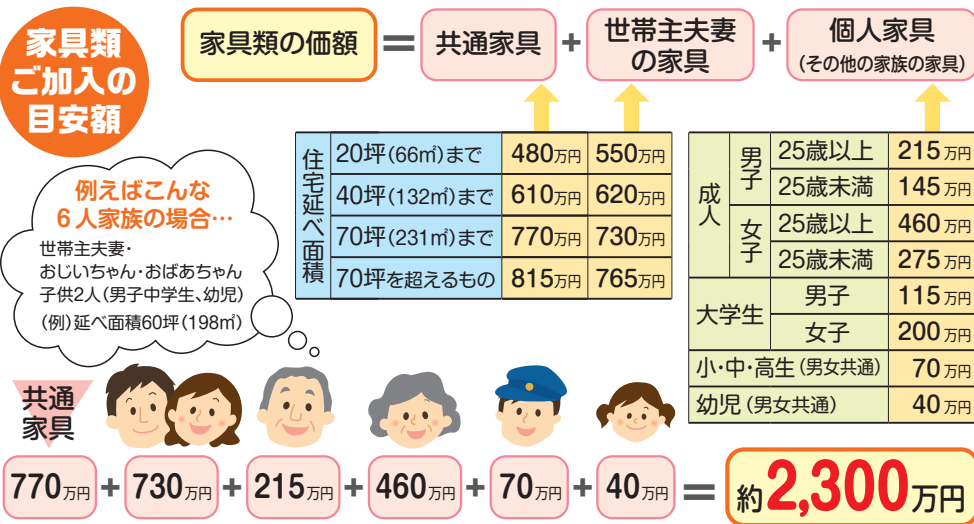 家具類
ご加入の
目安額
家具類の価額 = 共通家具 + 世帯主夫妻の家具 + 個人家具(その他の家族の家具)
例えばこんな
6人家族の場合…
世帯主夫妻・
おじいちゃん・おばあちゃん
子供2人(男子中学生、幼児)
(例)延べ面積60坪(198㎡)
住宅延べ面積
20坪(66㎡)まで 480万円 550万円
40坪(132㎡)まで 610万円 620万円
70坪(231㎡)まで 770万円 730万円
70坪を超えるもの 815万円 765万円
成人 男子 25歳以上 215万円
25歳未満 145万円
女子 25歳以上 460万円
25歳未満 275万円
大学生 男子 115万円
女子 200万円
小・中・高生(男女共通) 70万円
幼児(男女共通) 40万円
共通
家具
770万円 + 730万円 + 215万円 + 460万円 + 70万円 + 40万円 = 約2,300万円